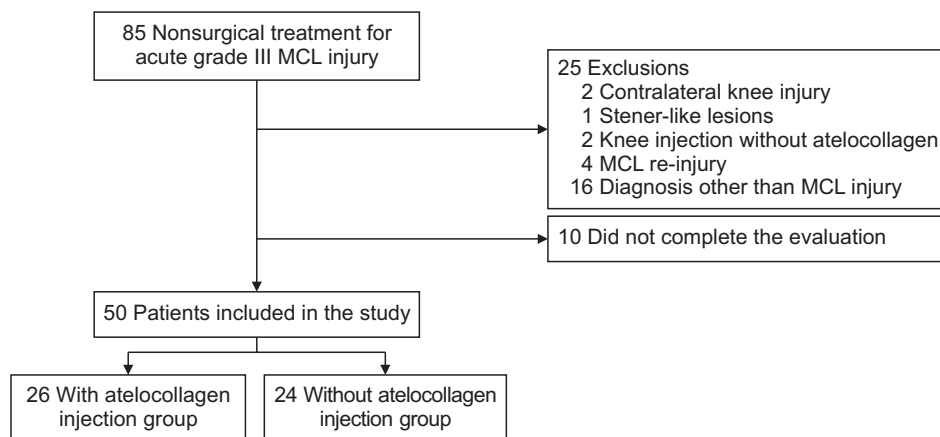 85 Nonsurgical treatment for
acute grade III MCL injury
25 Exclusions
2 Contralateral knee injury
1 Stener-like lesions
2 Knee injection without atelocollagen
4 MCL re-injury
16 Diagnosis other than MCL injury
10 Did not complete the evaluation
50 Patients included in the study
26 With atelocollagen
injection group
24 Without atelocollagen
injection group